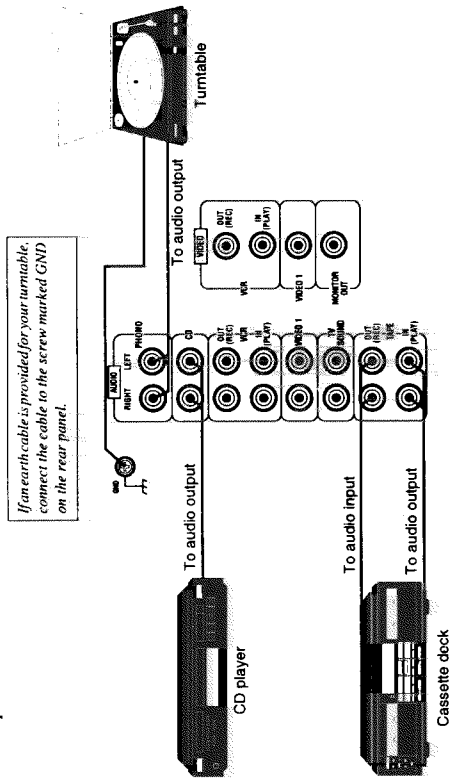 If an earth cable is provided for your turntable,
connect the cable to the screw marked GND
on the rear panel.
Turntable
To audio output
GND
AUDIO
RIGHT LEFT
PHONO
CD
OUT
(REC)
VCR
IN
(PLAY)
VIDEO 1
TV
SOUND
OUT
(REC)
TAPE
IN
(PLAY)
VIDEO
OUT
(REC)
VCR
IN
(PLAY)
VIDEO 1
MONITOR
OUT
To audio output
CD player
To audio input
To audio output
Cassette dock